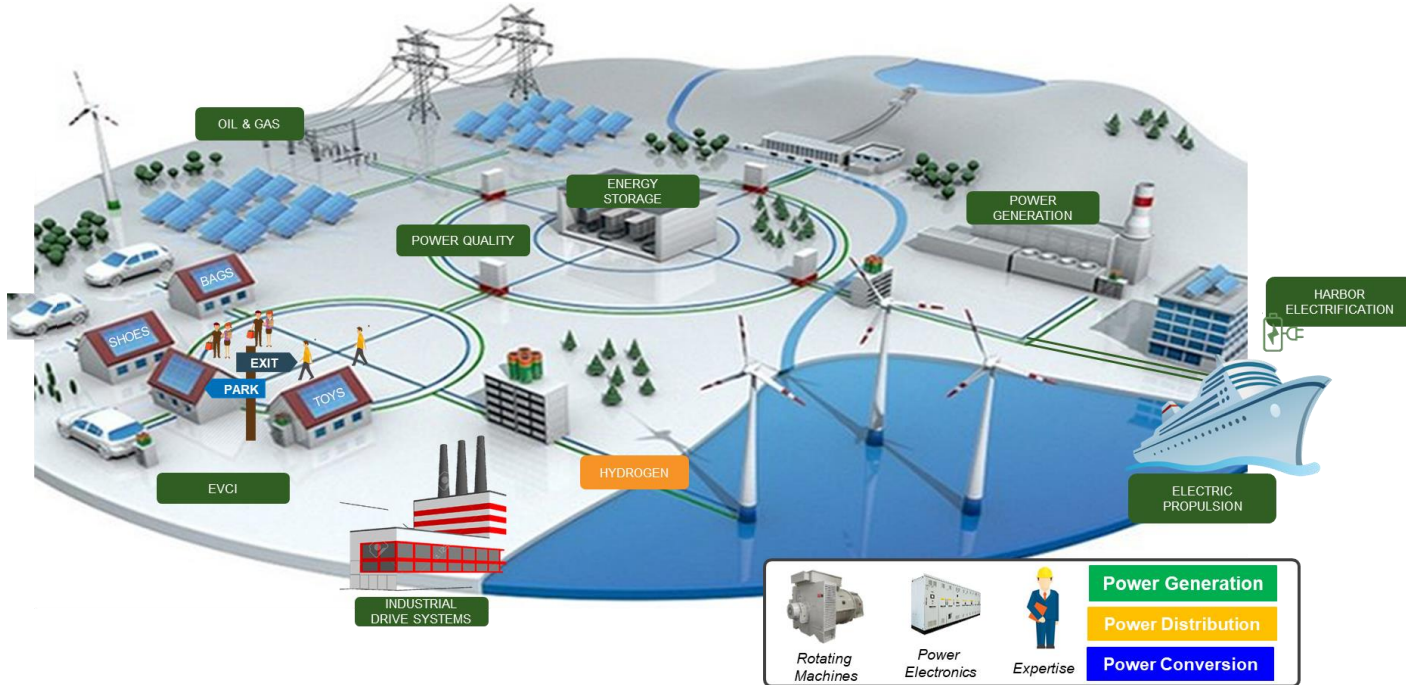 OIL & GAS
ENERGY
STORAGE
POWER
GENERATION
POWER QUALITY
HARBOR
ELECTRIFICATION
BAGS
SHOES
EXIT
PARK
TOYS
HYDROGEN
EVCI
ELECTRIC
PROPULSION
INDUSTRIAL
DRIVE SYSTEMS
Rotating
Machines
Power
Electronics
Expertise
Power Generation
Power Distribution
Power Conversion